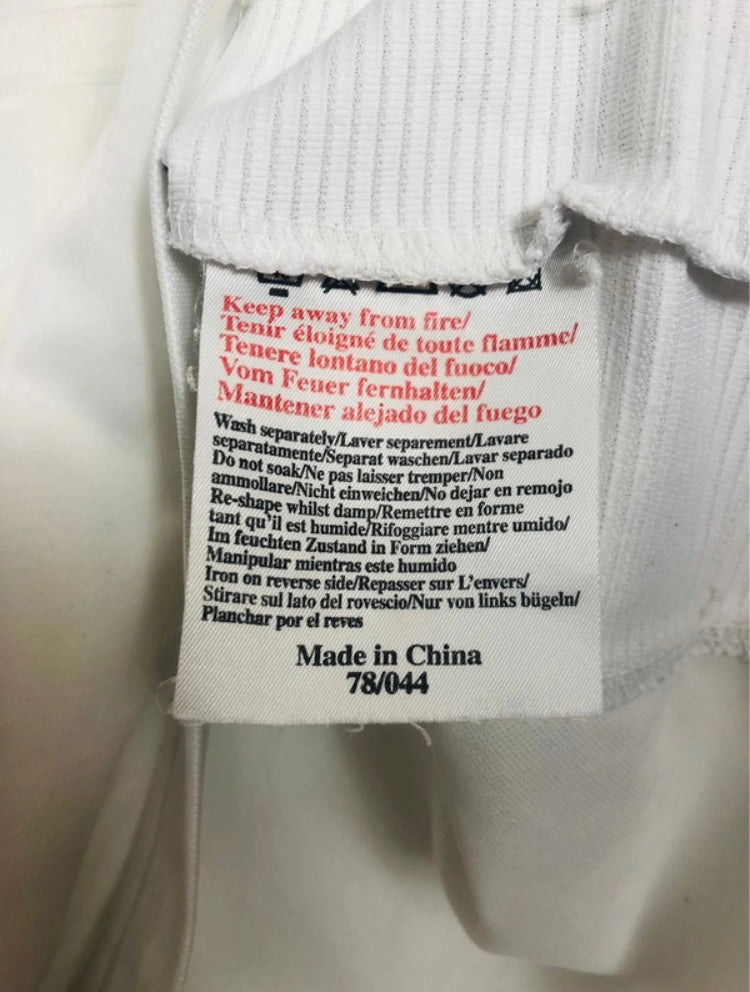 Keep away from fire/
Tenir éloigné de toute flamme/
Tenere lontano del fuoco/
Vom Feuer fernhalten/
Mantener alejado del fuego
Wash separately/Laver separement/Lavare
separatamente/Separat waschen/Lavar separado
Do not soak/Ne pas laisser tremper/Non
ammollare/Nicht einweichen/No dejar en remojo
Re-shape whilst damp/Remettre en forme
tant qu'il est humide/Rifoggiare mentre umido/
Im feuchten Zustand in Form ziehen/
Manipular mientras este humido
Iron on reverse side/Repasser sur L'envers/
Stirare sul lato del rovescio/Nur von links bügeln/
Planchar por el reves
Made in China
78/044